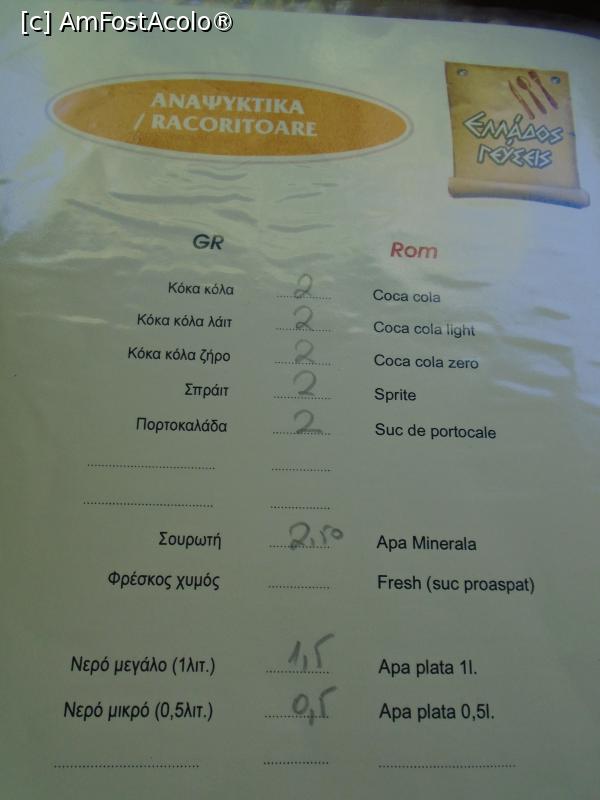 [c] AmFostAcolo®
ΑΝΑΨΥΚΤΙΚΑ
/ RACORITOARE
ΕΛΛΑΔΟΣ
ΓΕΥΣΕΙΣ
GR Rom
Κόκα κόλα 2 Coca cola
Κόκα κόλα λάιτ 2 Coca cola light
Κόκα κόλα ζήρο 2 Coca cola zero
Σπράιτ 2 Sprite
Πορτοκαλάδα 2 Suc de portocale
Σουρωτή 2,50 Apa Minerala
Φρέσκος χυμός Fresh (suc proaspat)
Νερό μεγάλο (1λιτ.) 1,5 Apa plata 1l.
Νερό μικρό (0,5λιτ.) 0,5 Apa plata 0,5l.